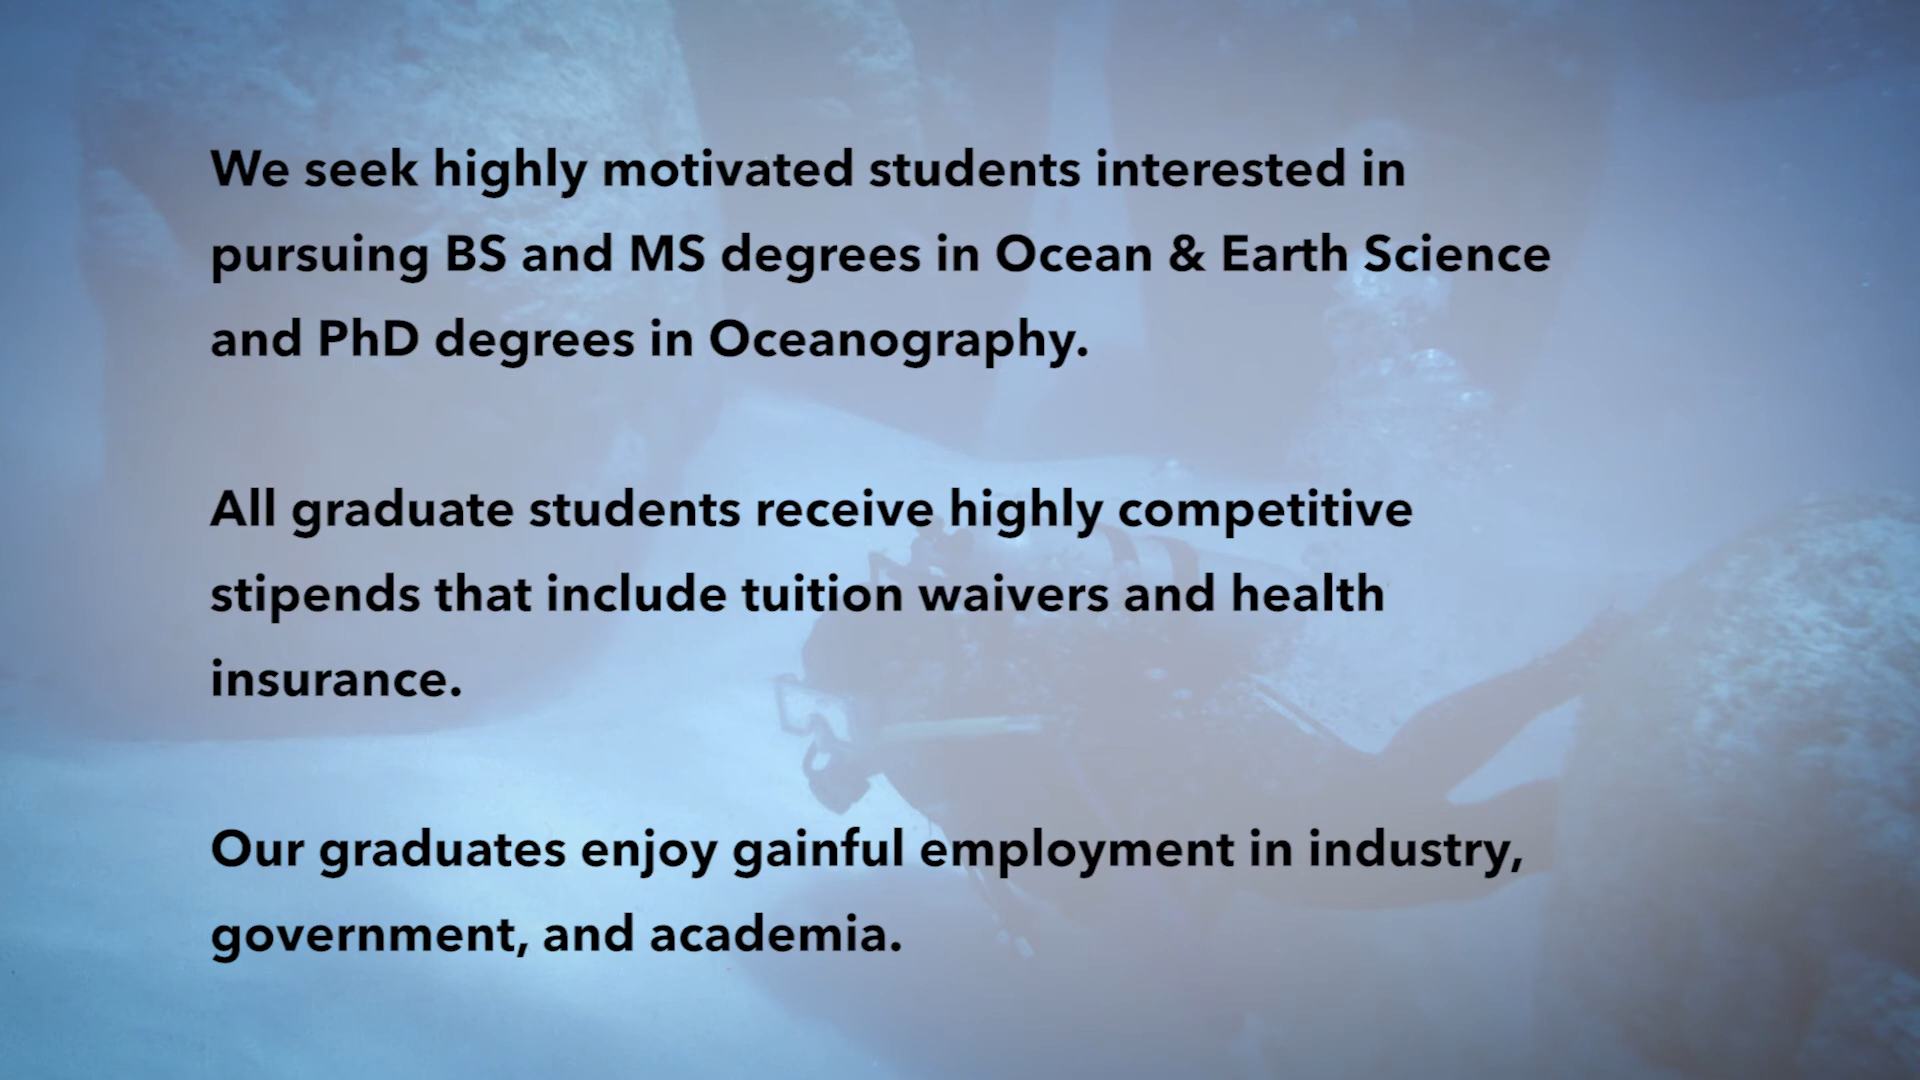 We seek highly motivated students interested in
pursuing BS and MS degrees in Ocean & Earth Science
and PhD degrees in Oceanography.
All graduate students receive highly competitive
stipends that include tuition waivers and health
insurance.
Our graduates enjoy gainful employment in industry,
government, and academia.